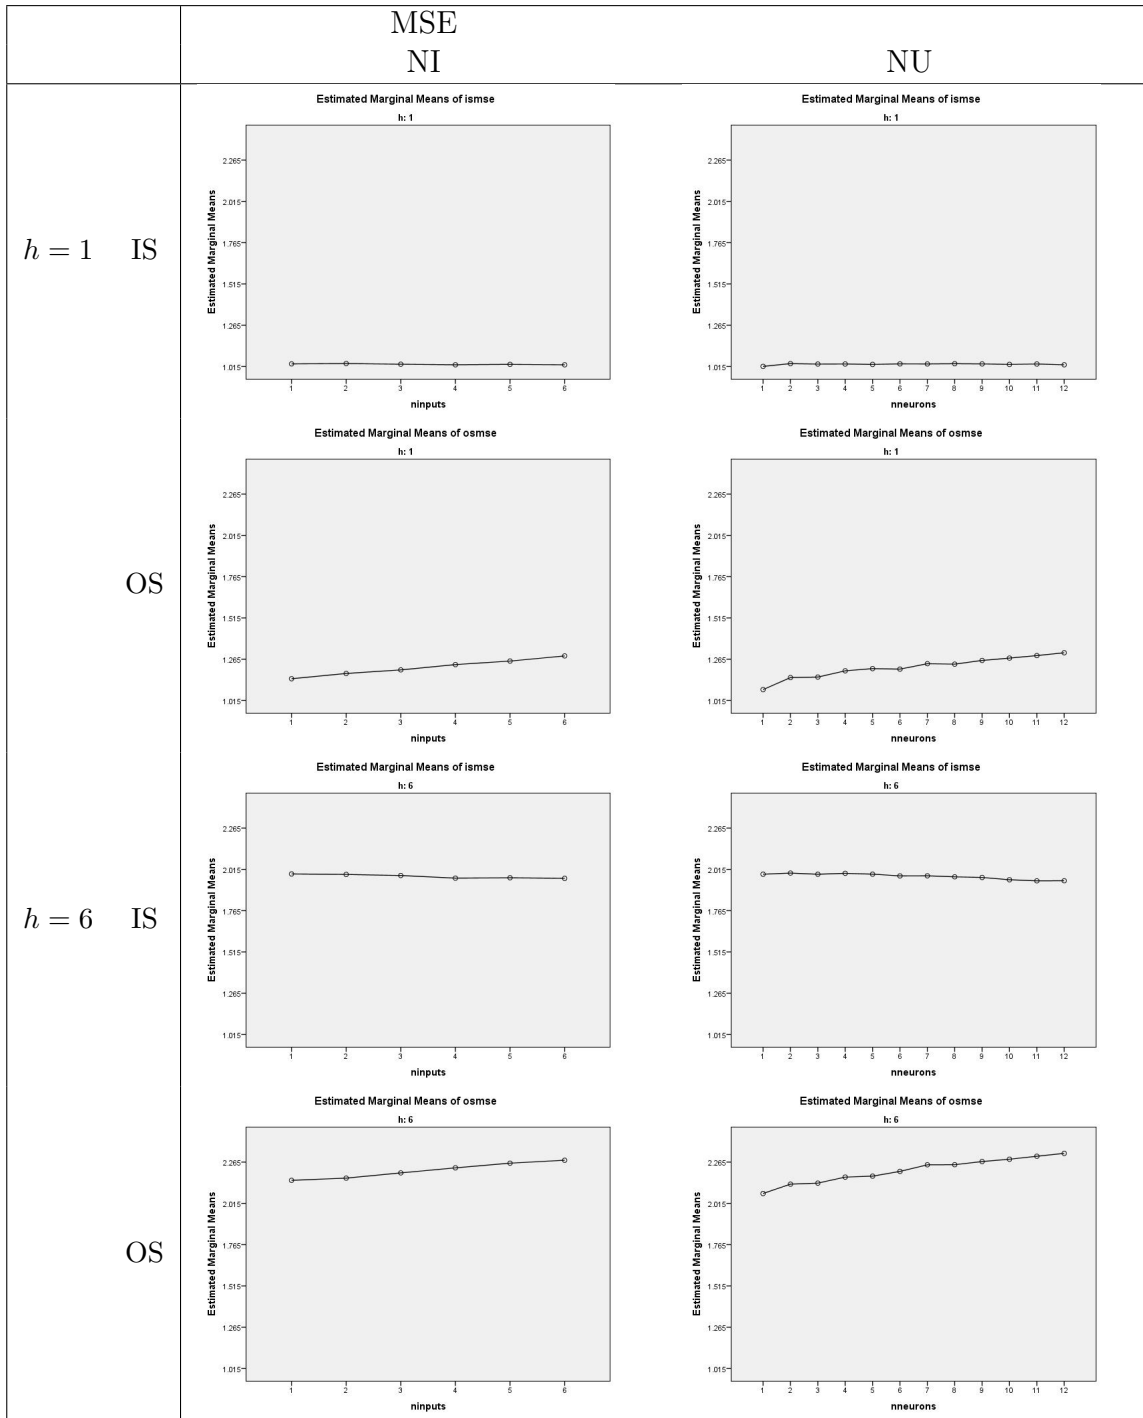 MSE
NI NU
Estimated Marginal Means of ismse
h: 1
Estimated Marginal Means
2.265
2.015
1.765
1.515
1.265
1.015
1 2 3 4 5 6
ninputs
Estimated Marginal Means of ismse
h: 1
Estimated Marginal Means
2.265
2.015
1.765
1.515
1.265
1.015
1 2 3 4 5 6 7 8 9 10 11 12
nneurons
h = 1 IS
Estimated Marginal Means of osmse
h: 1
Estimated Marginal Means
2.265
2.015
1.765
1.515
1.265
1.015
1 2 3 4 5 6
ninputs
Estimated Marginal Means of osmse
h: 1
Estimated Marginal Means
2.265
2.015
1.765
1.515
1.265
1.015
1 2 3 4 5 6 7 8 9 10 11 12
nneurons
OS
Estimated Marginal Means of ismse
h: 6
Estimated Marginal Means
2.265
2.015
1.765
1.515
1.265
1.015
1 2 3 4 5 6
ninputs
Estimated Marginal Means of ismse
h: 6
Estimated Marginal Means
2.265
2.015
1.765
1.515
1.265
1.015
1 2 3 4 5 6 7 8 9 10 11 12
nneurons
h = 6 IS
Estimated Marginal Means of osmse
h: 6
Estimated Marginal Means
2.265
2.015
1.765
1.515
1.265
1.015
1 2 3 4 5 6
ninputs
Estimated Marginal Means of osmse
h: 6
Estimated Marginal Means
2.265
2.015
1.765
1.515
1.265
1.015
1 2 3 4 5 6 7 8 9 10 11 12
nneurons
OS